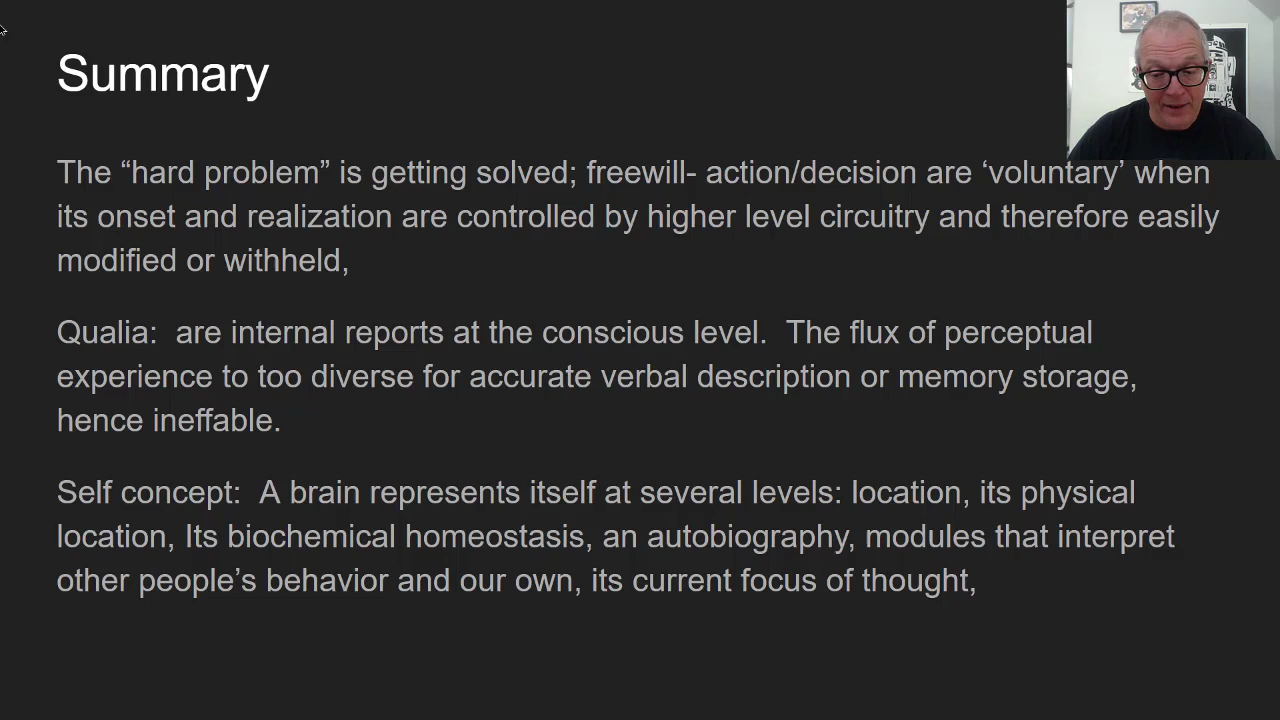 Summary
The “hard problem” is getting solved; freewill- action/decision are ‘voluntary’ when
its onset and realization are controlled by higher level circuitry and therefore easily
modified or withheld,
Qualia:  are internal reports at the conscious level.  The flux of perceptual
experience to too diverse for accurate verbal description or memory storage,
hence ineffable.
Self concept:  A brain represents itself at several levels: location, its physical
location, Its biochemical homeostasis, an autobiography, modules that interpret
other people’s behavior and our own, its current focus of thought,